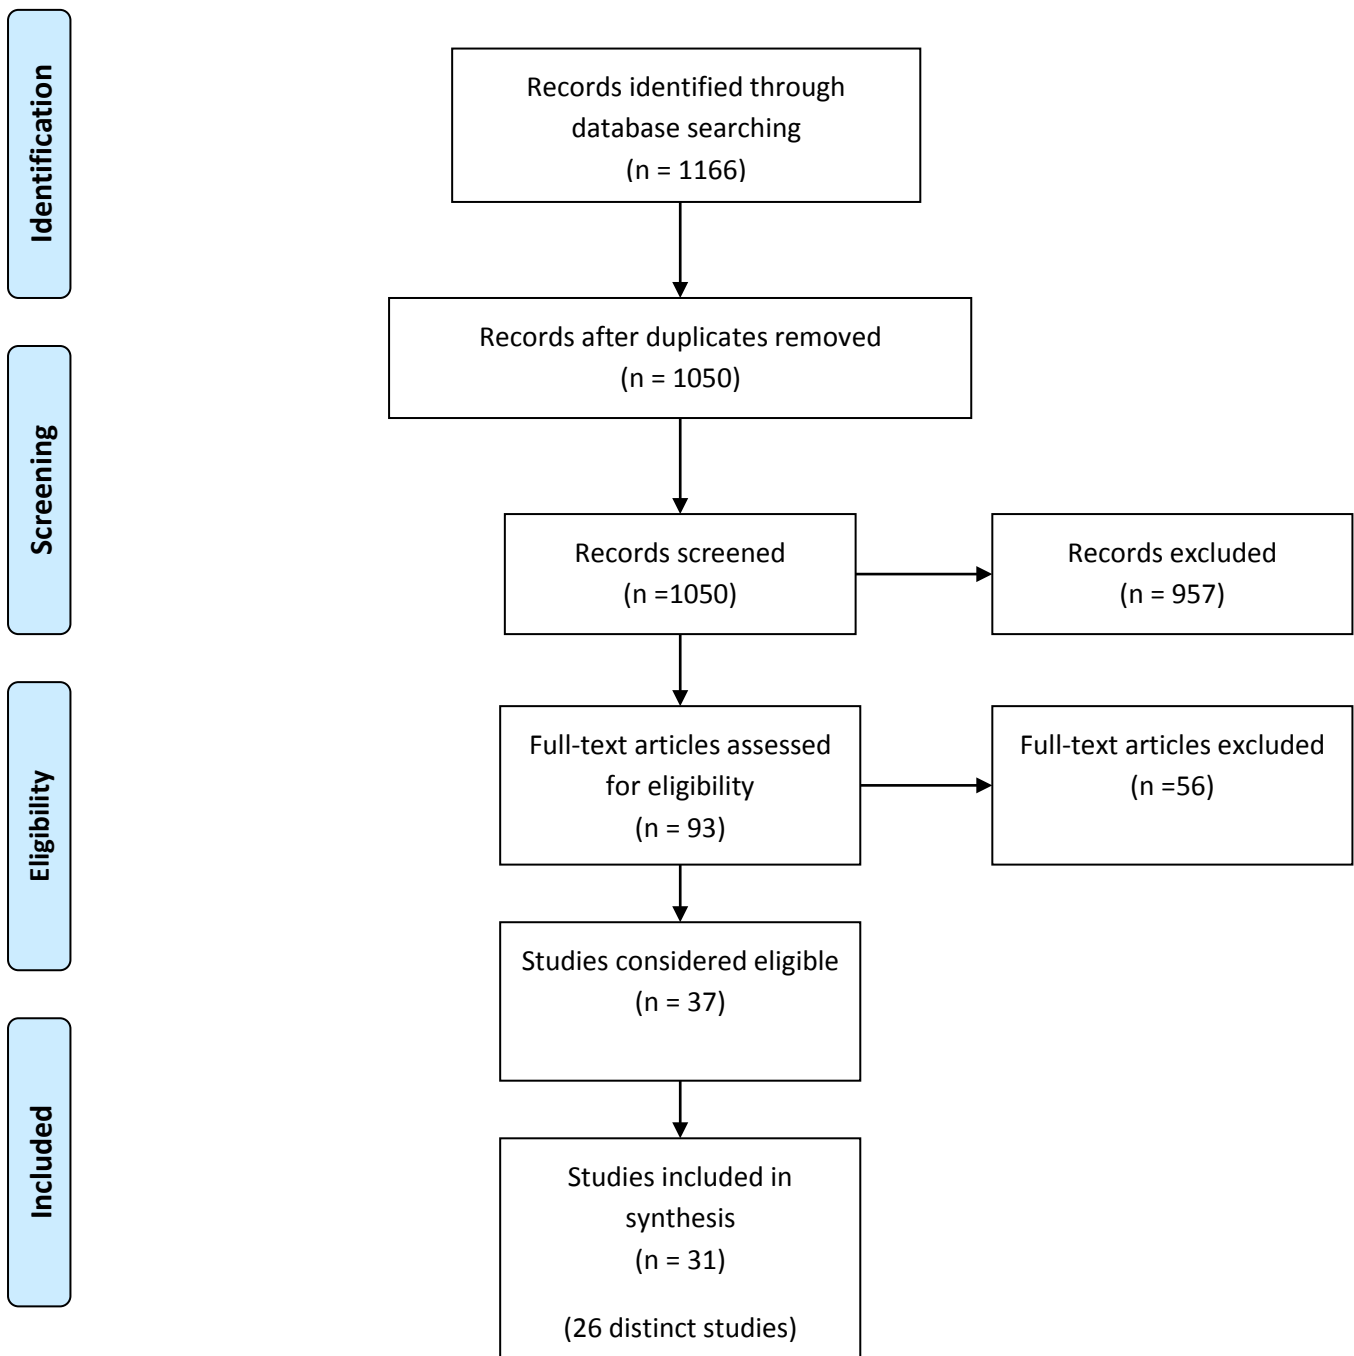 Identification
Records identified through
database searching
(n = 1166)
Records after duplicates removed
(n = 1050)
Screening
Records screened
(n =1050)
Records excluded
(n = 957)
Eligibility
Full-text articles assessed
for eligibility
(n = 93)
Full-text articles excluded
(n =56)
Studies considered eligible
(n = 37)
Included
Studies included in
synthesis
(n = 31)
(26 distinct studies)